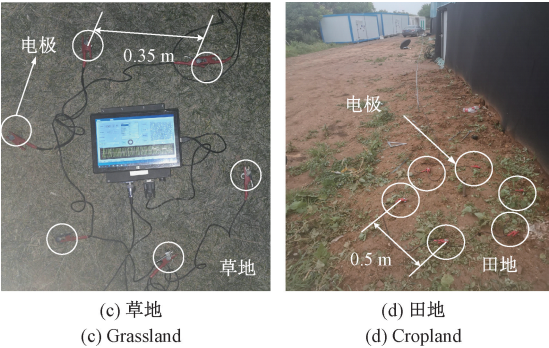 电极
0.35 m
草地
电极
0.5 m
田地
(c) 草地
(c) Grassland
(d) 田地
(d) Cropland